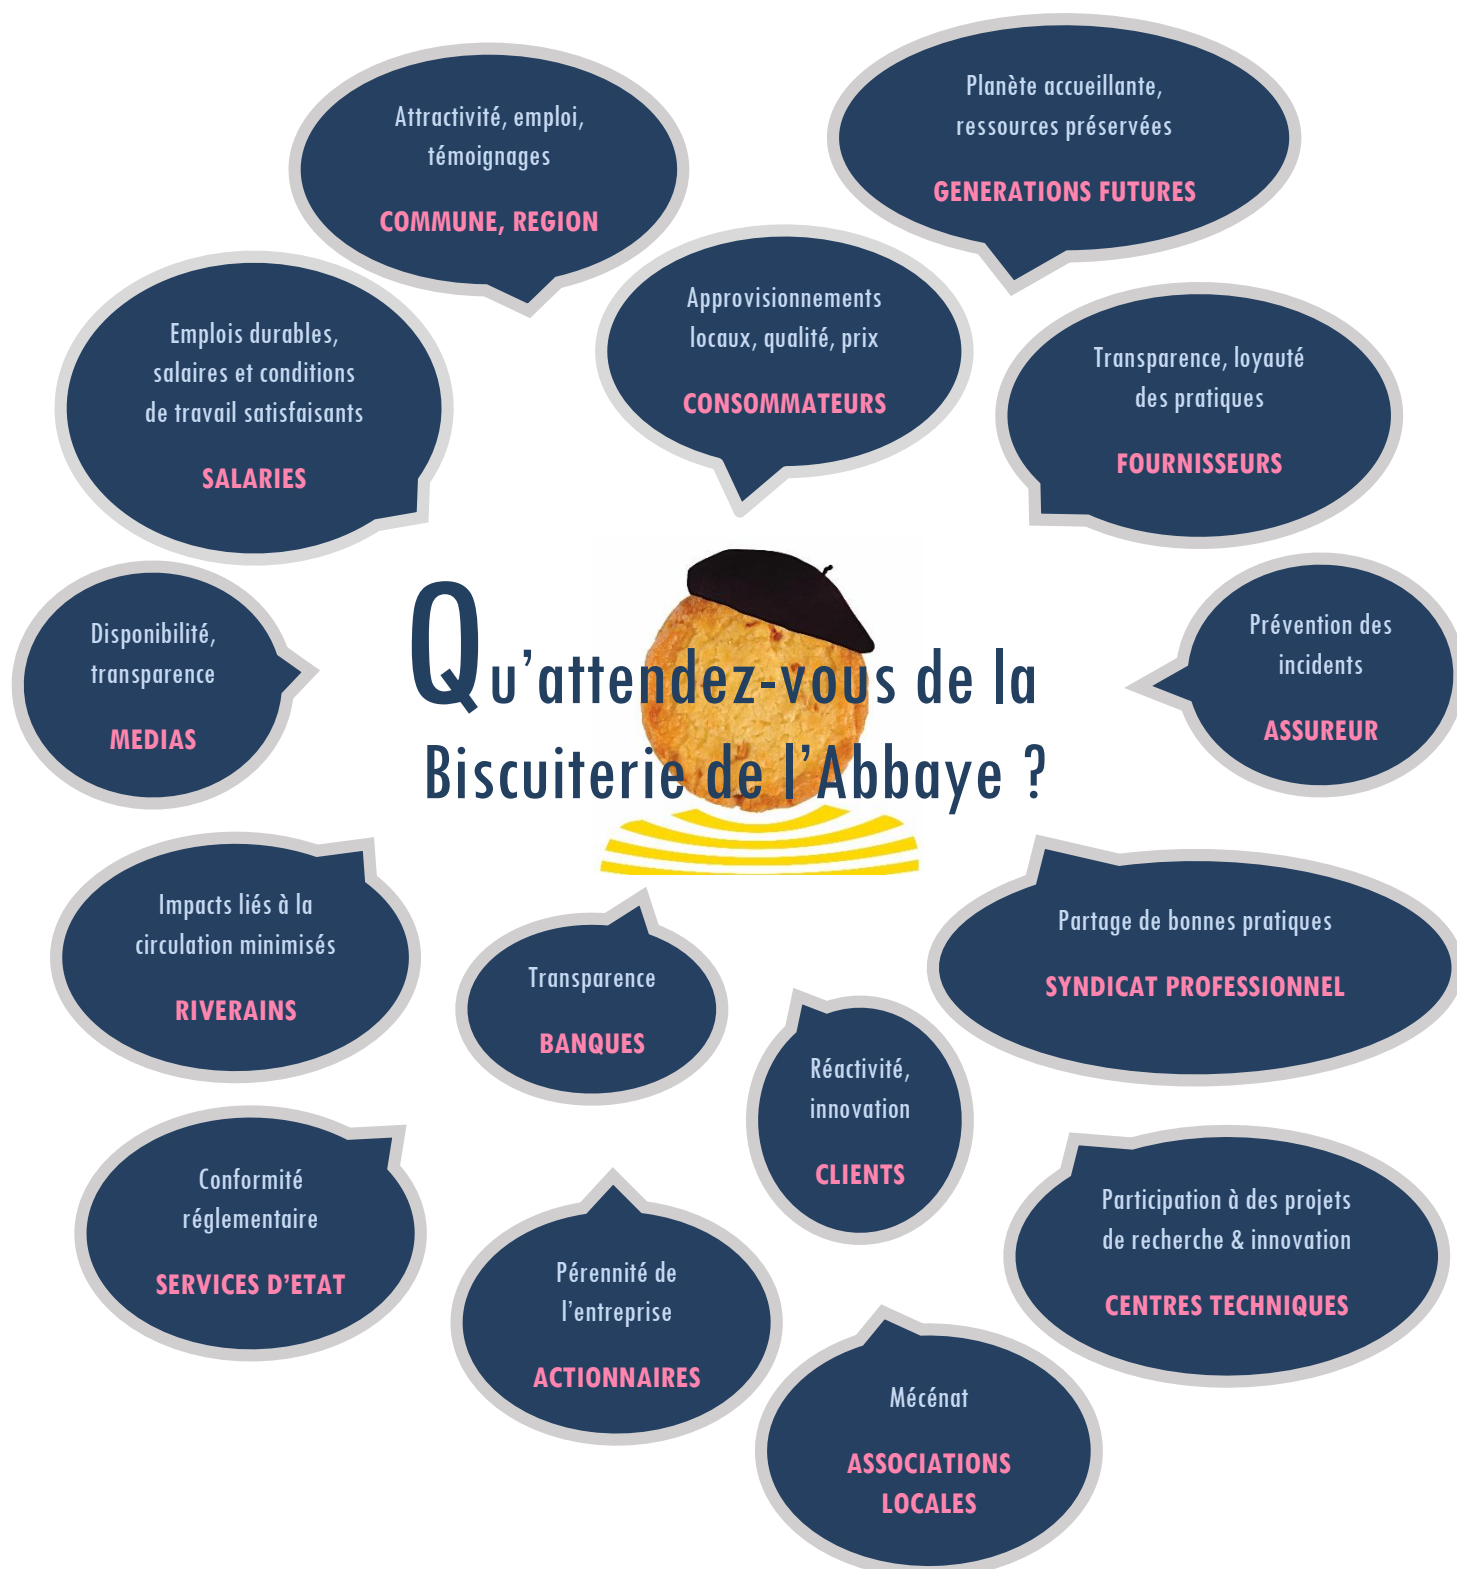 Attractivité, emploi,
témoignages
COMMUNE, REGION
Planète accueillante,
ressources préservées
GENERATIONS FUTURES
Emplois durables,
salaires et conditions
de travail satisfaisants
SALARIES
Approvisionnements
locaux, qualité, prix
CONSOMMATEURS
Transparence, loyauté
des pratiques
FOURNISSEURS
Disponibilité,
transparence
MEDIAS
Qu’attendez-vous de la
Biscuiterie de l’Abbaye ?
Prévention des
incidents
ASSUREUR
Impacts liés à la
circulation minimisés
RIVERAINS
Transparence
BANQUES
Partage de bonnes pratiques
SYNDICAT PROFESSIONNEL
Réactivité,
innovation
CLIENTS
Conformité
réglementaire
SERVICES D’ETAT
Pérennité de
l’entreprise
ACTIONNAIRES
Participation à des projets
de recherche & innovation
CENTRES TECHNIQUES
Mécénat
ASSOCIATIONS
LOCALES